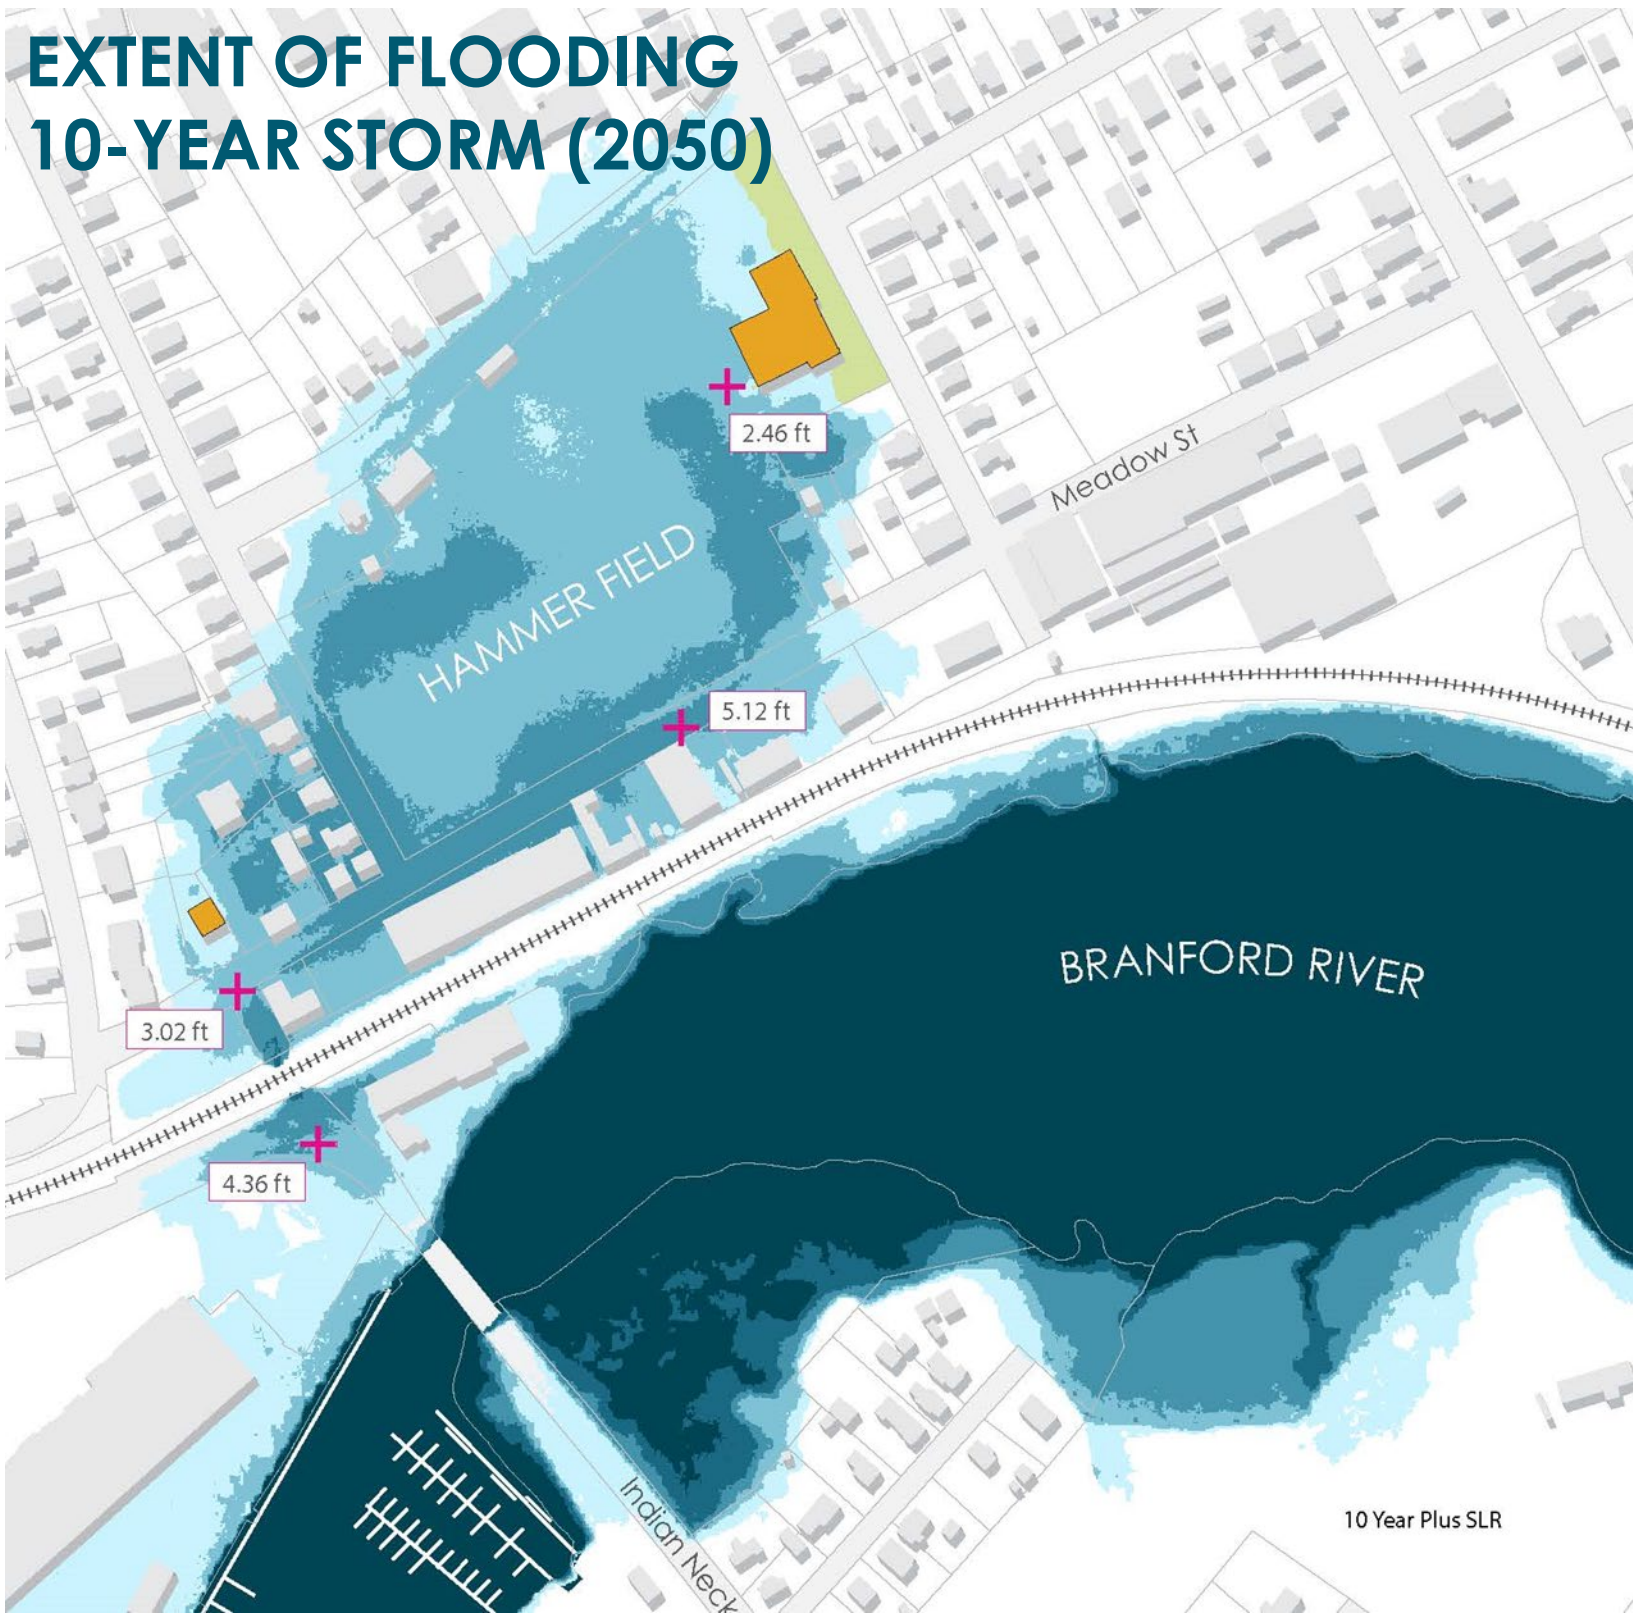 EXTENT OF FLOODING
10-YEAR STORM (2050)
2.46 ft
Meadow St
HAMMER FIELD
5.12 ft
BRANFORD RIVER
3.02 ft
4.36 ft
Indian Neck
10 Year Plus SLR